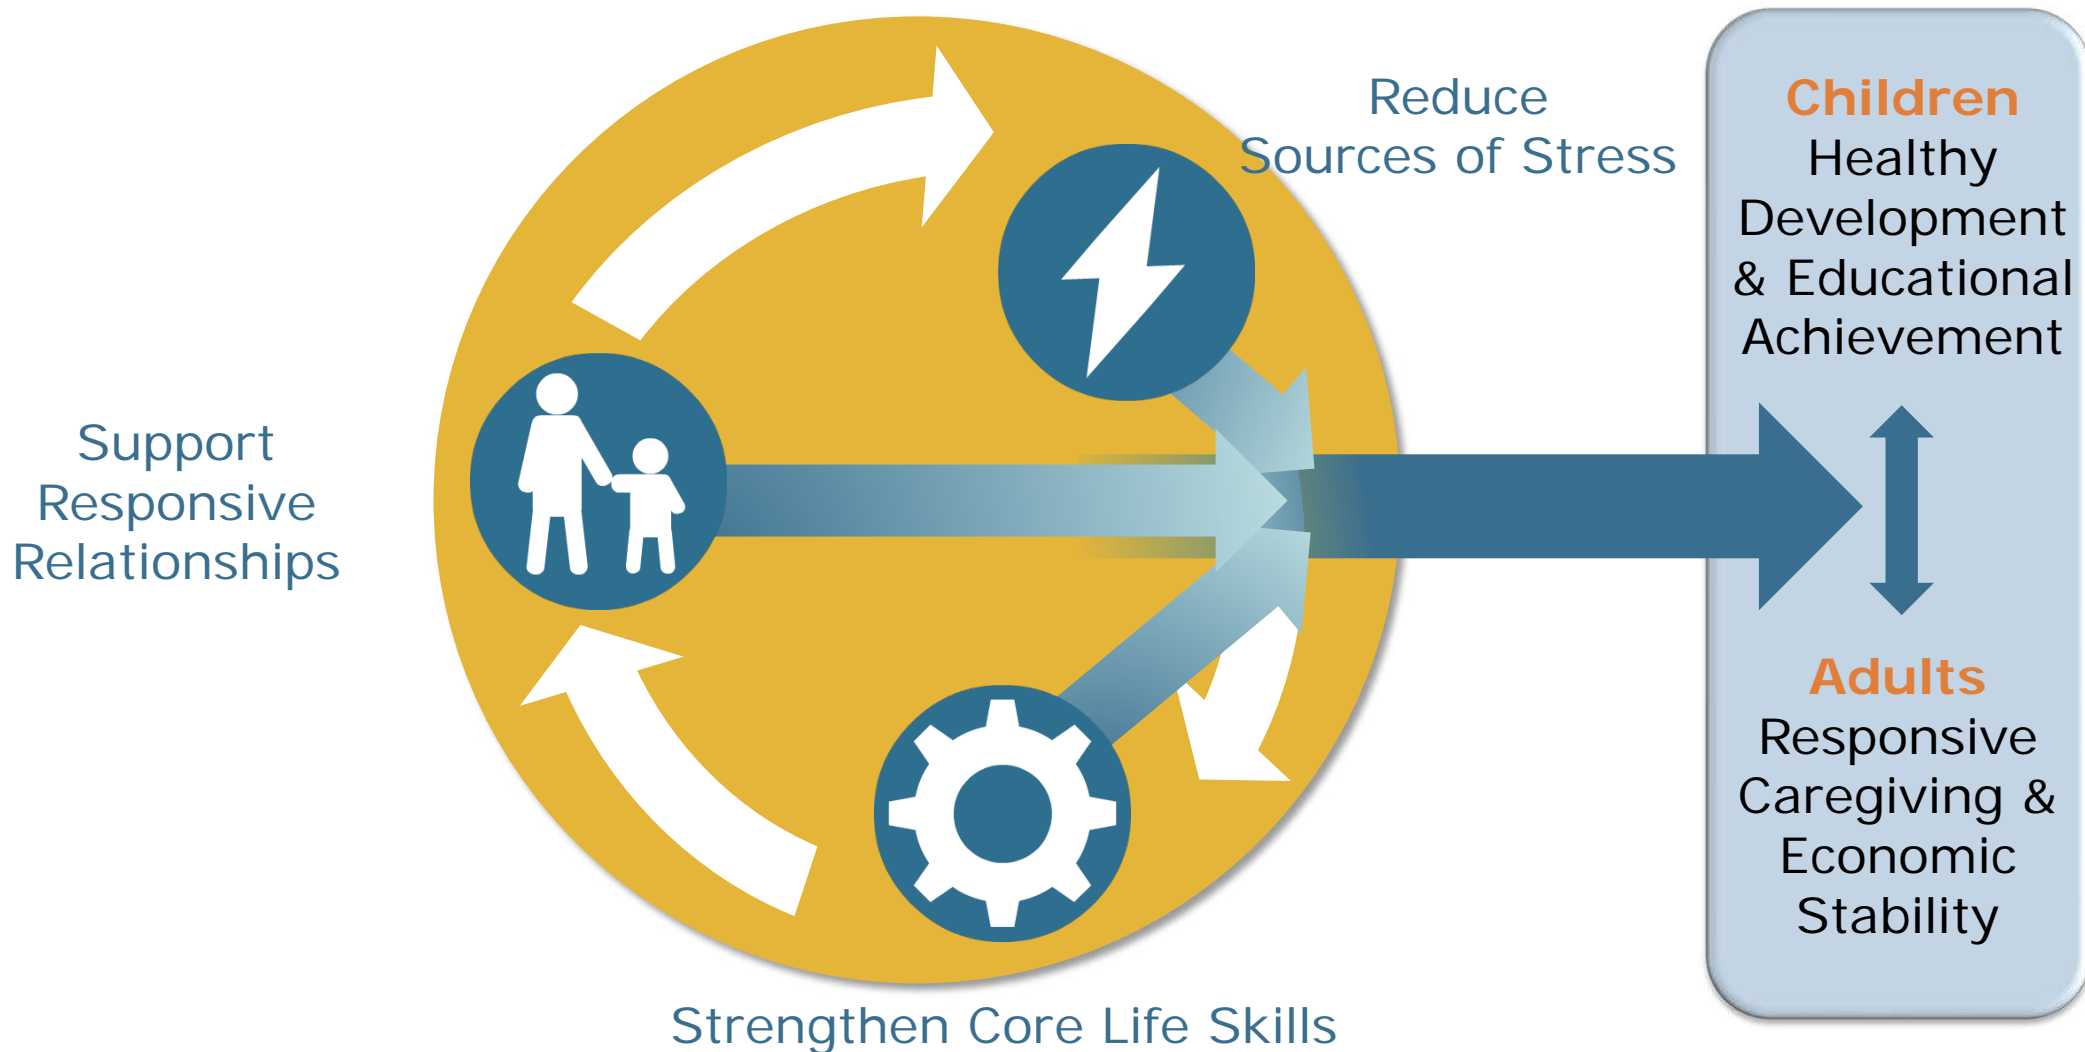 Reduce
Sources of Stress
Support
Responsive
Relationships
Strengthen Core Life Skills
Children
Healthy
Development
& Educational
Achievement
Adults
Responsive
Caregiving &
Economic
Stability